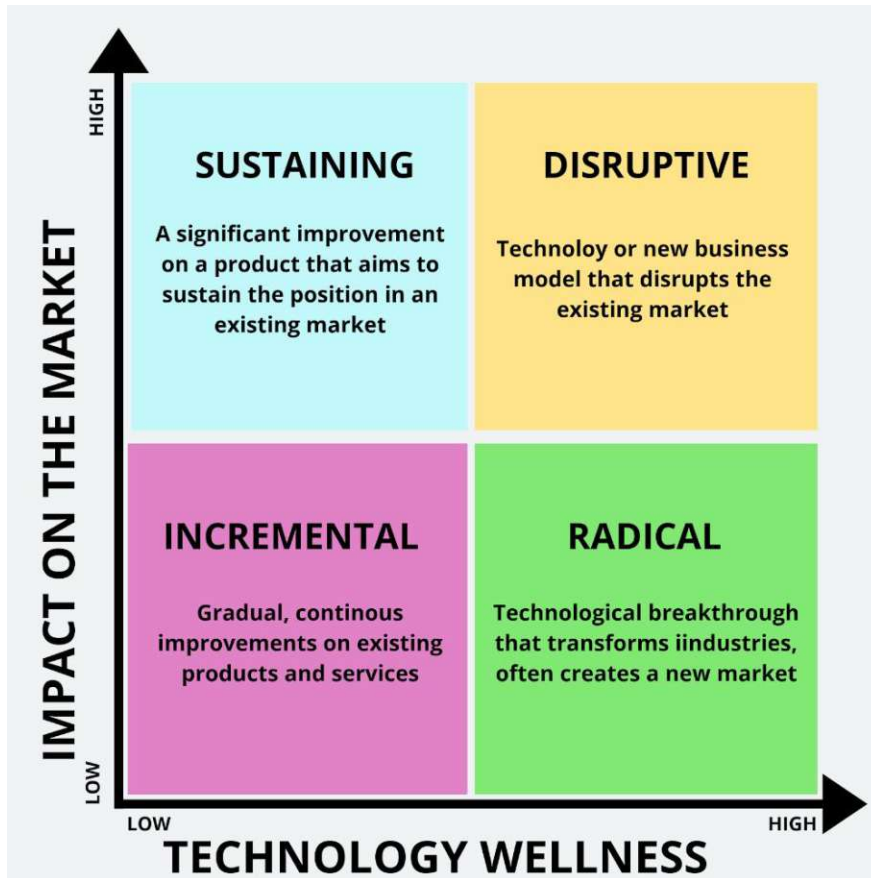 HIGH
SUSTAINING
A significant improvement
on a product that aims to
sustain the position in an
existing market
DISRUPTIVE
Technoloy or new business
model that disrupts the
existing market
IMPACT ON THE MARKET
INCREMENTAL
Gradual, continous
improvements on existing
products and services
RADICAL
Technological breakthrough
that transforms iindustries,
often creates a new market
LOW
LOW
HIGH
TECHNOLOGY WELLNESS